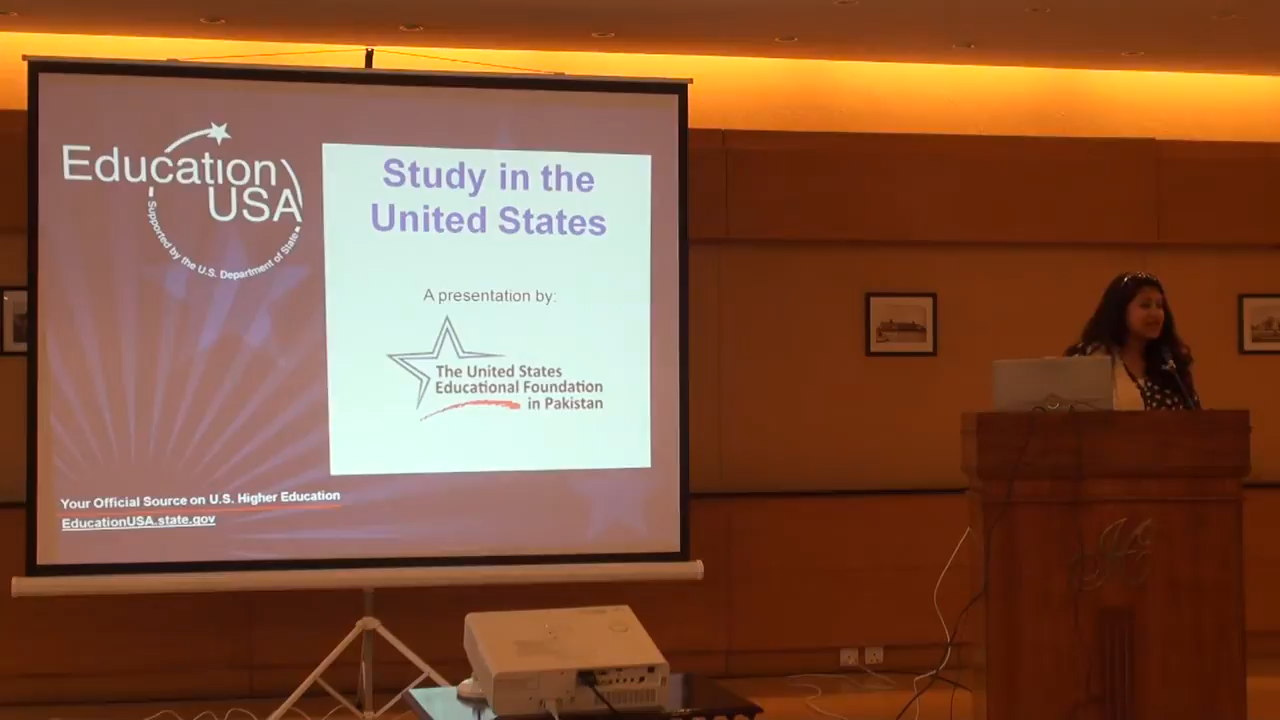 Education
USA
Supported by the U.S. Department of State
Study in the
United States
A presentation by:
The United States
Educational Foundation
in Pakistan
Your Official Source on U.S. Higher Education
EducationUSA.state.gov